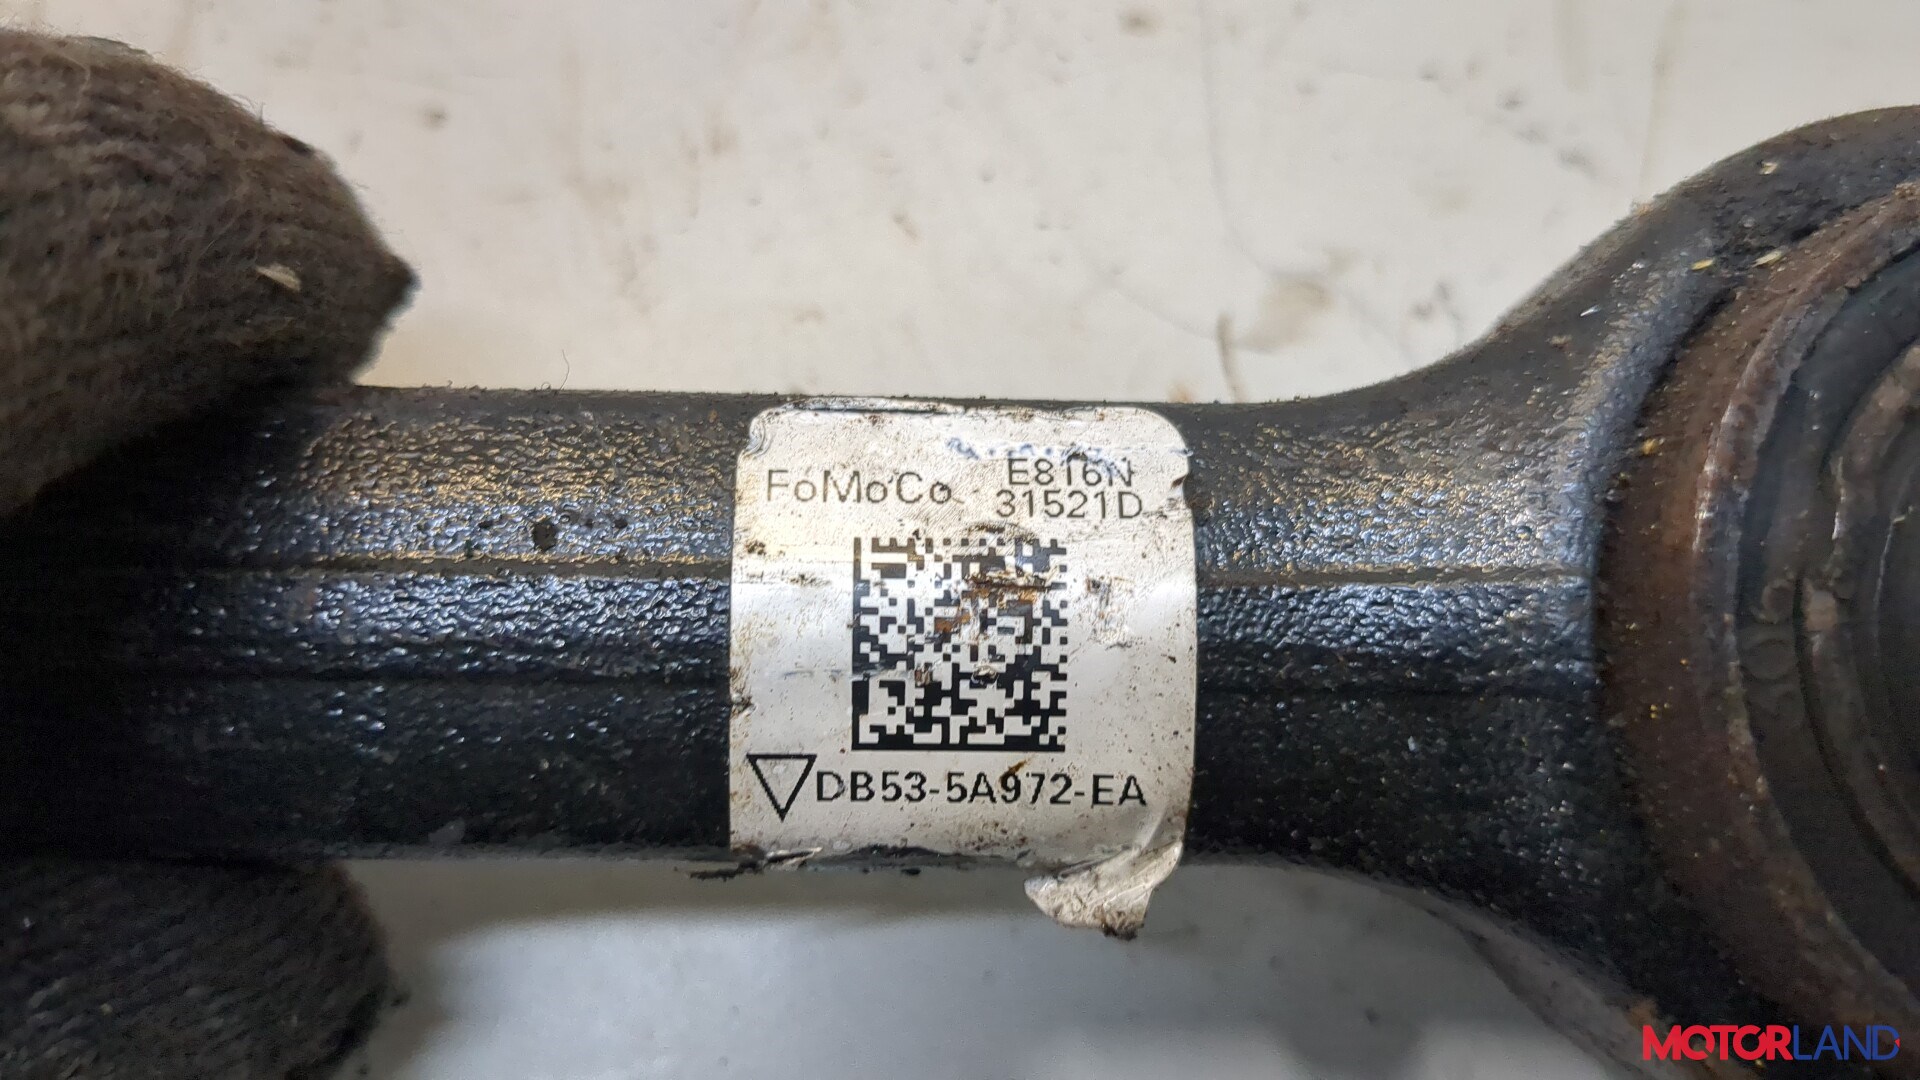 FoMoCo E816N
31521D
DB53-5A972-EA
MOTORLAND